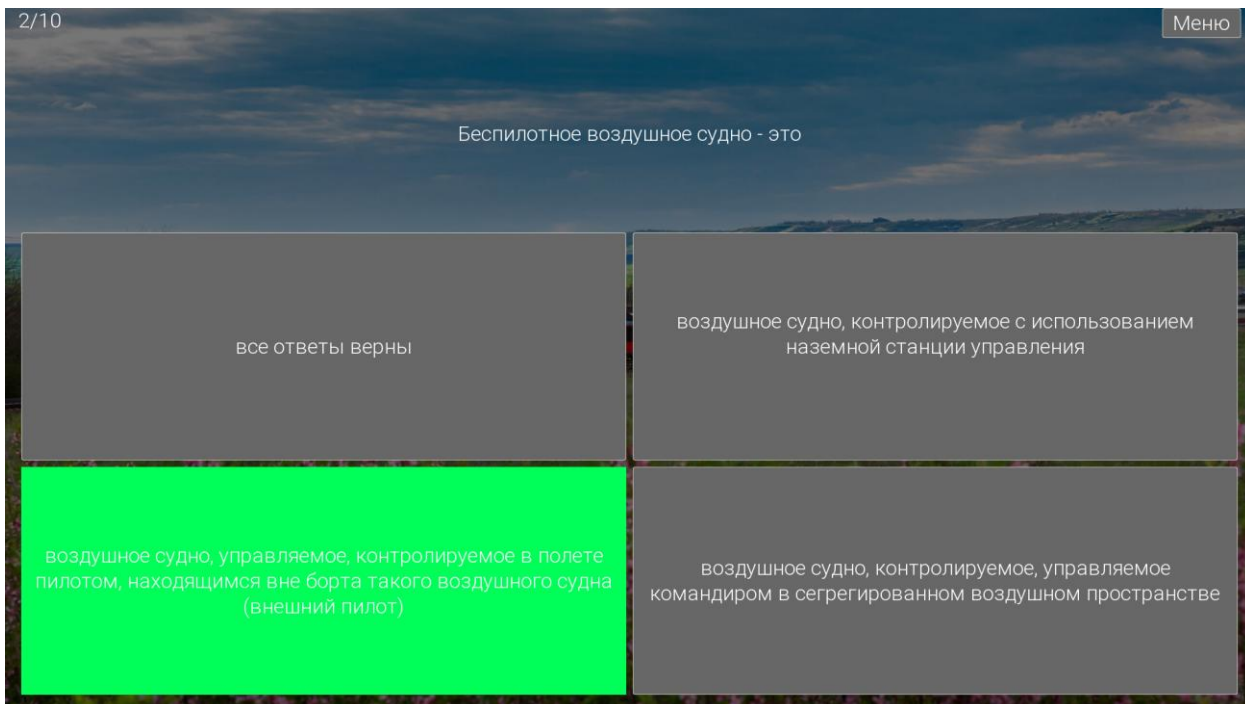 2/10
Меню
Беспилотное воздушное судно - это
все ответы верны
воздушное судно, контролируемое с использованием
наземной станции управления
воздушное судно, управляемое, контролируемое в полете
пилотом, находящимся вне борта такого воздушного судна
(внешний пилот)
воздушное судно, контролируемое, управляемое
командиром в сегрегированном воздушном пространстве